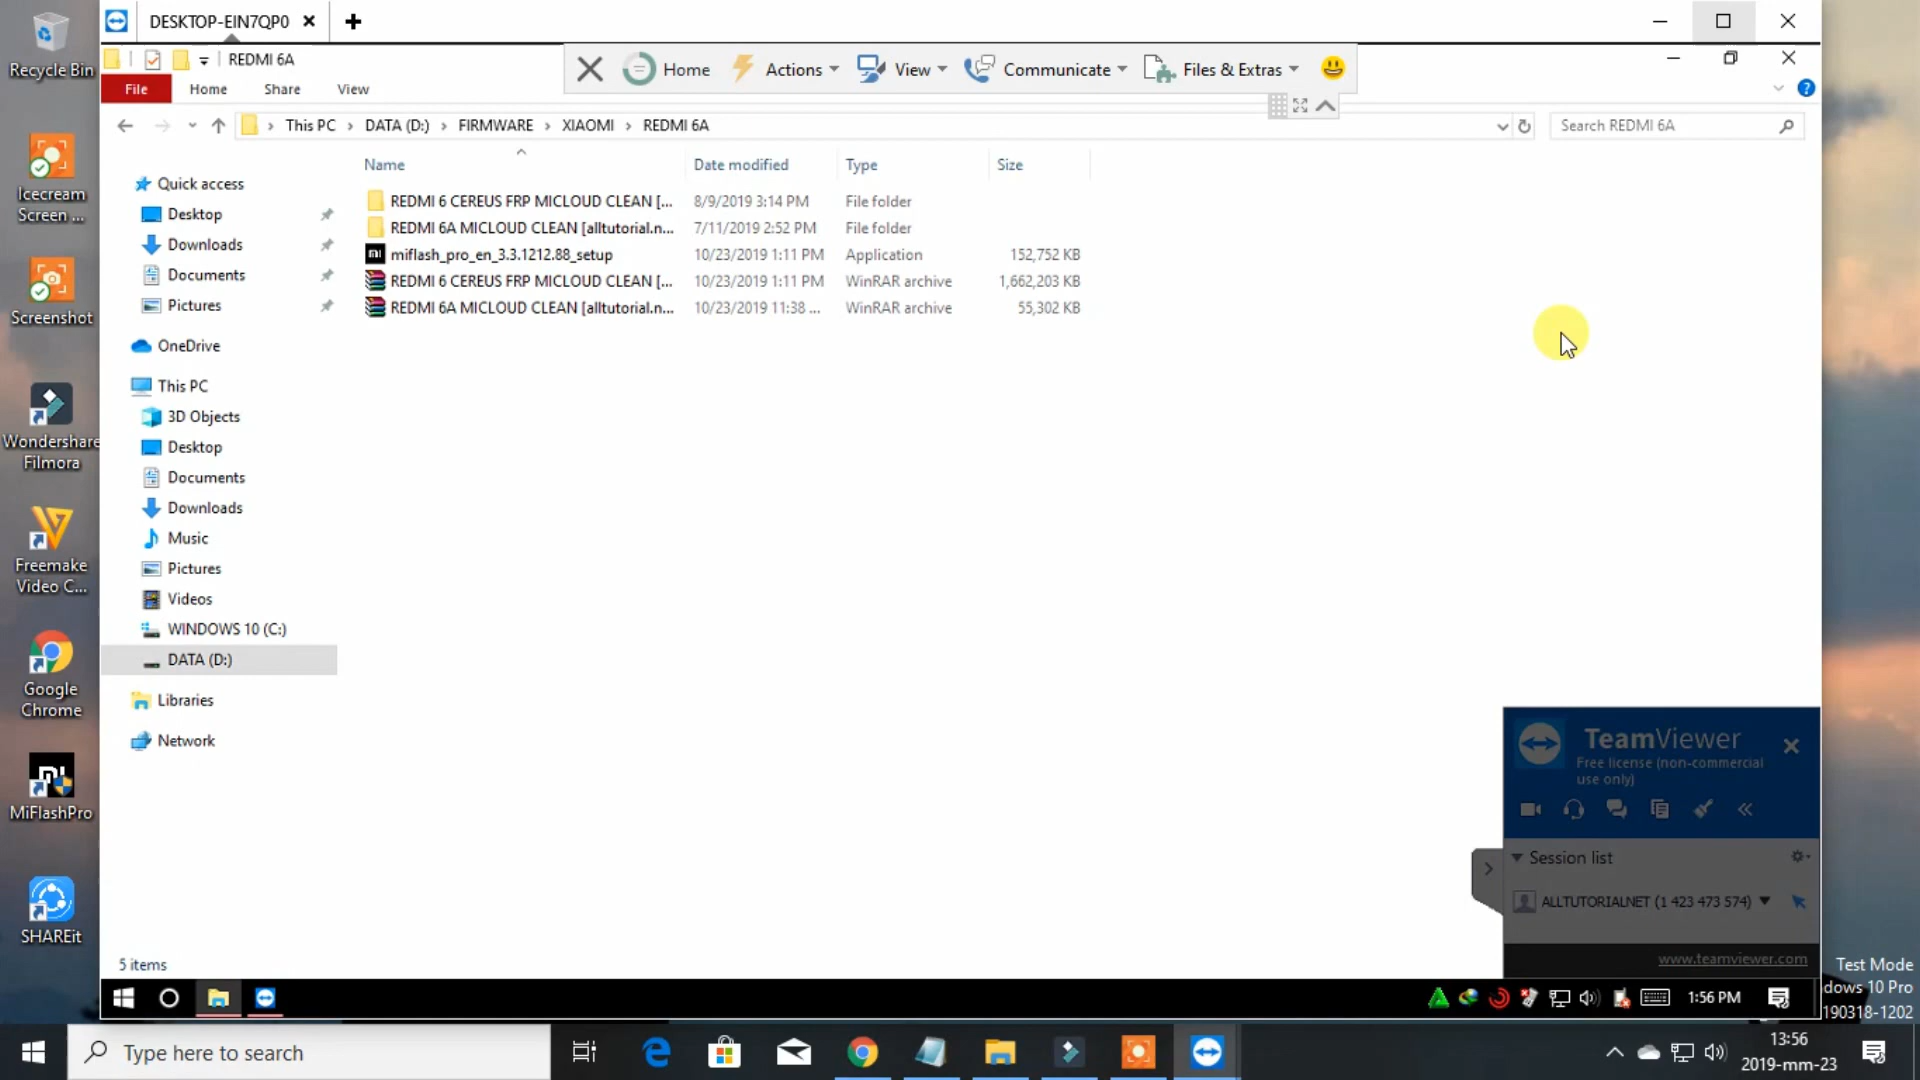 Recycle Bin
Icecream
Screen ...
Screenshot
Wondershare
Filmora
Freemake
Video C...
Google
Chrome
MiFlashPro
SHAREit
DESKTOP-EIN7QP0
REDMI 6A
Home
Actions
View
Communicate
Files & Extras
File
Home
Share
View
This PC
DATA (D:)
FIRMWARE
XIAOMI
REDMI 6A
Search REDMI 6A
Name
Date modified
Type
Size
REDMI 6 CEREUS FRP MICLOUD CLEAN [... 8/9/2019 3:14 PM File folder
REDMI 6A MICLOUD CLEAN [alltutorial.n... 7/11/2019 2:52 PM File folder
miflash_pro_en_3.3.1212.88_setup 10/23/2019 1:11 PM Application 152,752 KB
REDMI 6 CEREUS FRP MICLOUD CLEAN [... 10/23/2019 1:11 PM WinRAR archive 1,662,203 KB
REDMI 6A MICLOUD CLEAN [alltutorial.n... 10/23/2019 11:38 ... WinRAR archive 55,302 KB
Quick access
Desktop
Downloads
Documents
Pictures
OneDrive
This PC
3D Objects
Desktop
Documents
Downloads
Music
Pictures
Videos
WINDOWS 10 (C:)
DATA (D:)
Libraries
Network
5 items
TeamViewer
Free license (non-commercial
use only)
Session list
ALLTUTORIALNET (1 423 473 574)
www.teamviewer.com
1:56 PM
Test Mode
dows 10 Pro
190318-1202
Type here to search
13:56
2019-mm-23